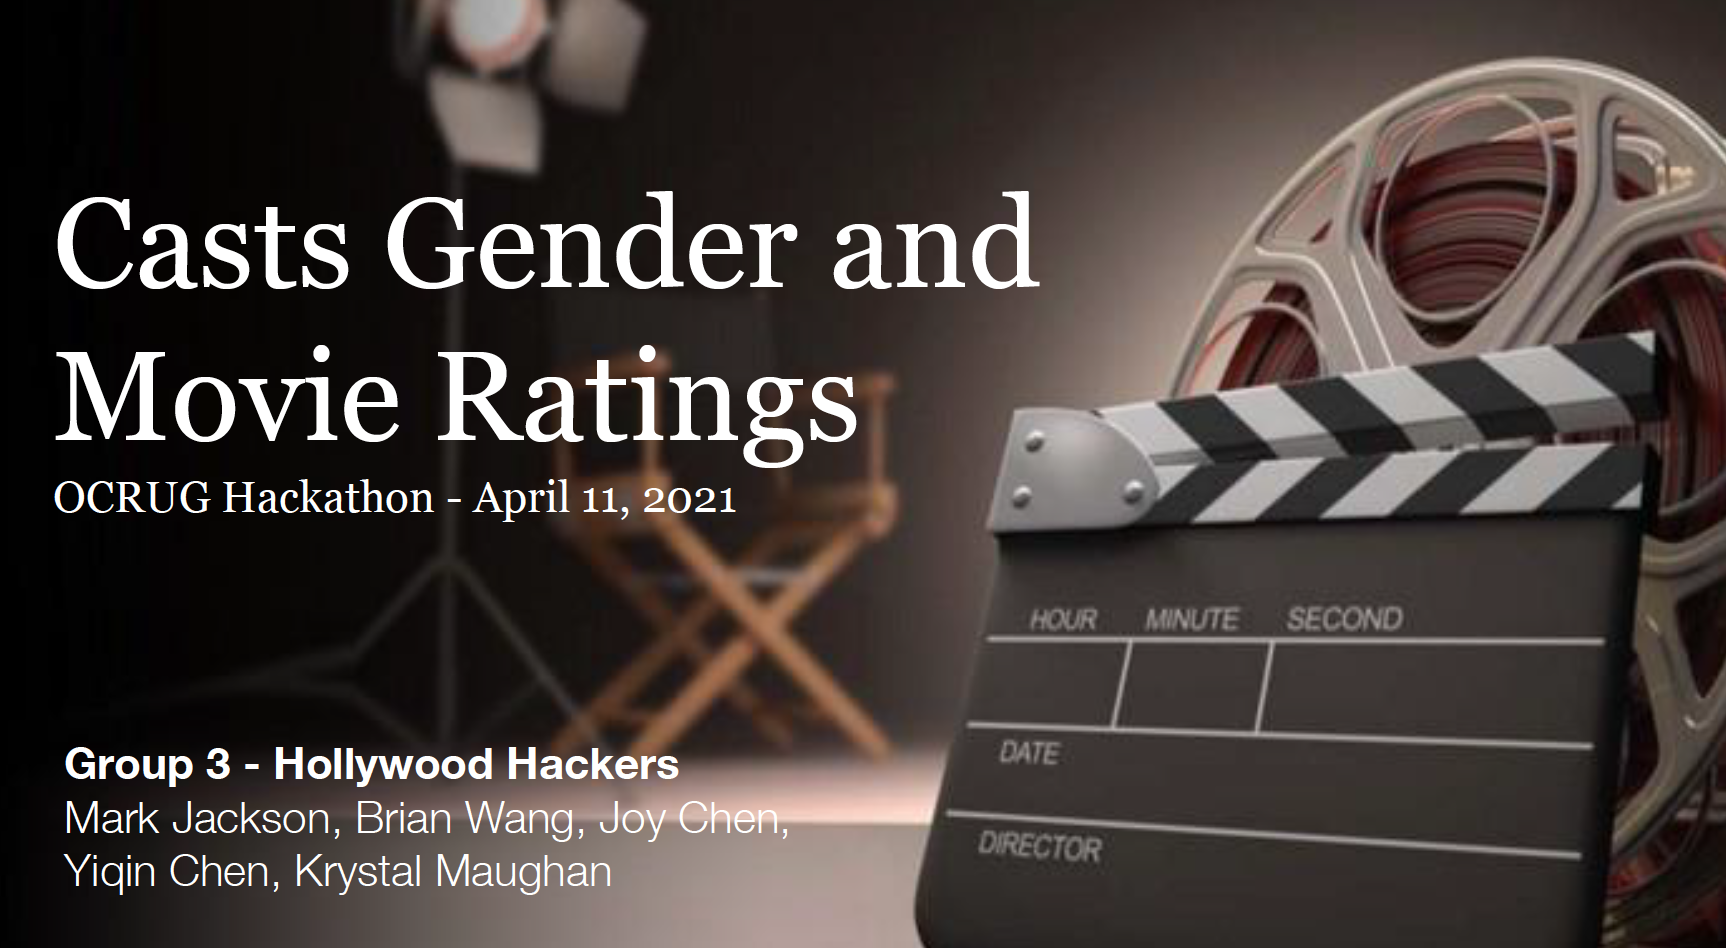 Casts Gender and
Movie Ratings
OCRUG Hackathon - April 11, 2021
Group 3 - Hollywood Hackers
Mark Jackson, Brian Wang, Joy Chen,
Yiqin Chen, Krystal Maughan
HOUR MINUTE SECOND
DATE
DIRECTOR